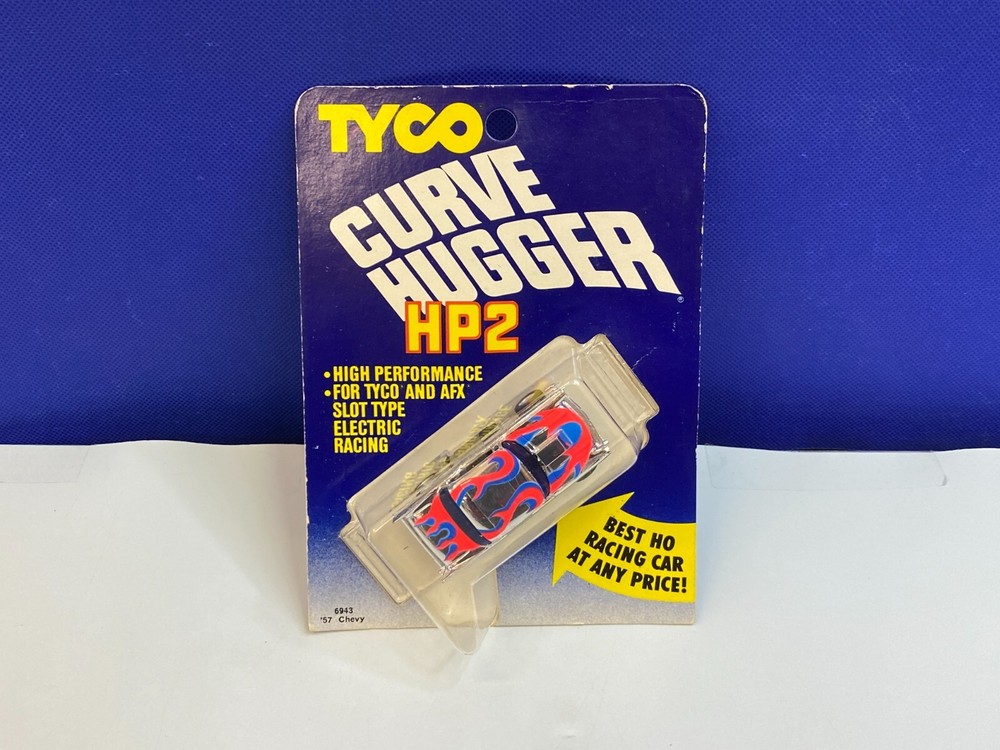 TYCO
CURVE
HUGGER®
HP2
• HIGH PERFORMANCE
• FOR TYCO® AND AFX®
SLOT TYPE
ELECTRIC
RACING
BEST HO
RACING CAR
AT ANY PRICE!
6943
'57 Chevy